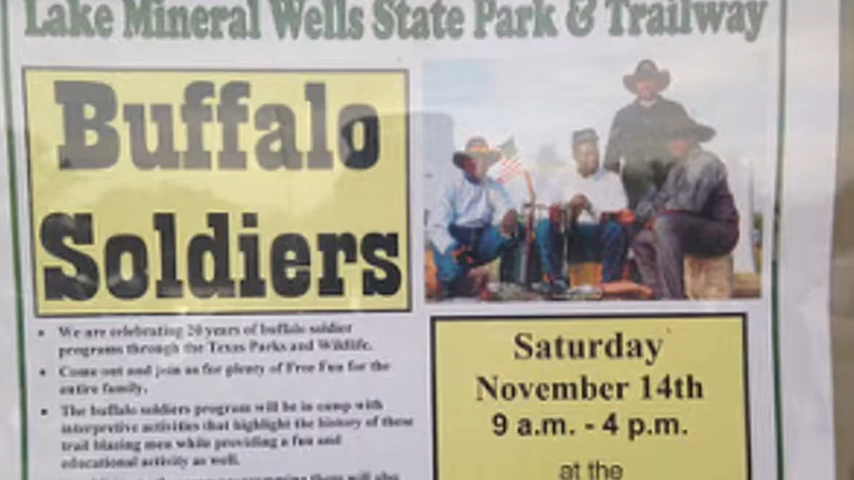 Lake Mineral Wells State Park & Trailway
Buffalo
Soldiers
• We are celebrating 20 years of buffalo soldier
programs through the Texas Parks and Wildlife.
• Come out and join us for plenty of Free Fun for the
entire family.
• The buffalo soldiers program will be in camp with
interpretive activities that highlight the history of these
trail blazing men while providing a fun and
educational activity as well.
Saturday
November 14th
9 a.m. - 4 p.m.
at the